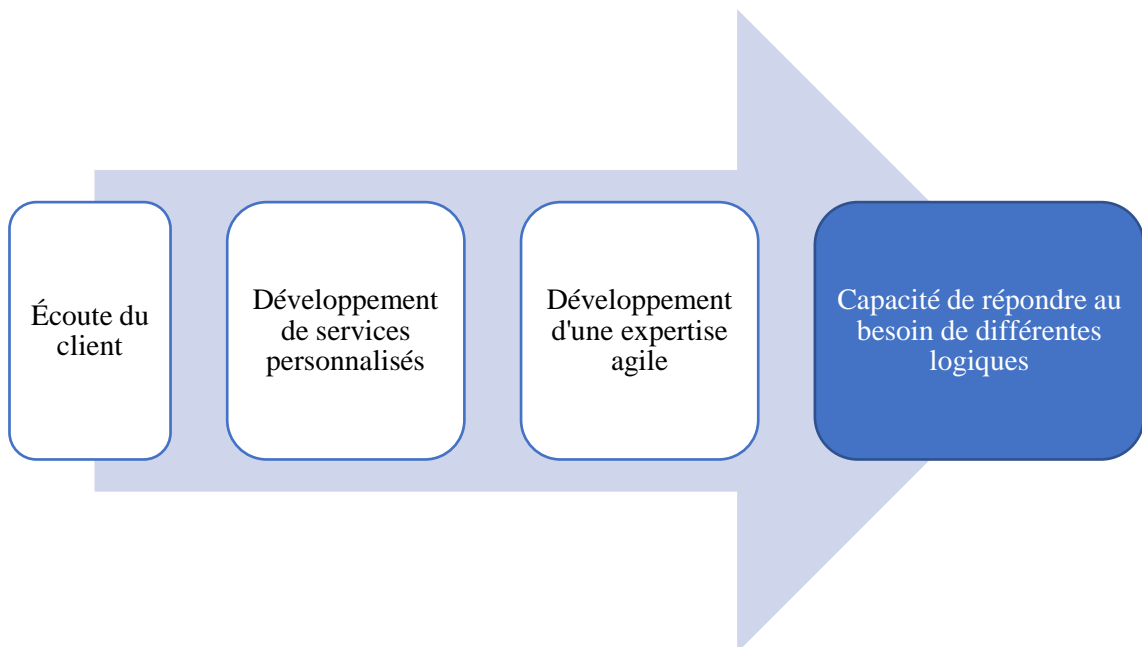 Écoute du
client
Développement
de services
personnalisés
Développement
d'une expertise
agile
Capacité de répondre au
besoin de différentes
logiques